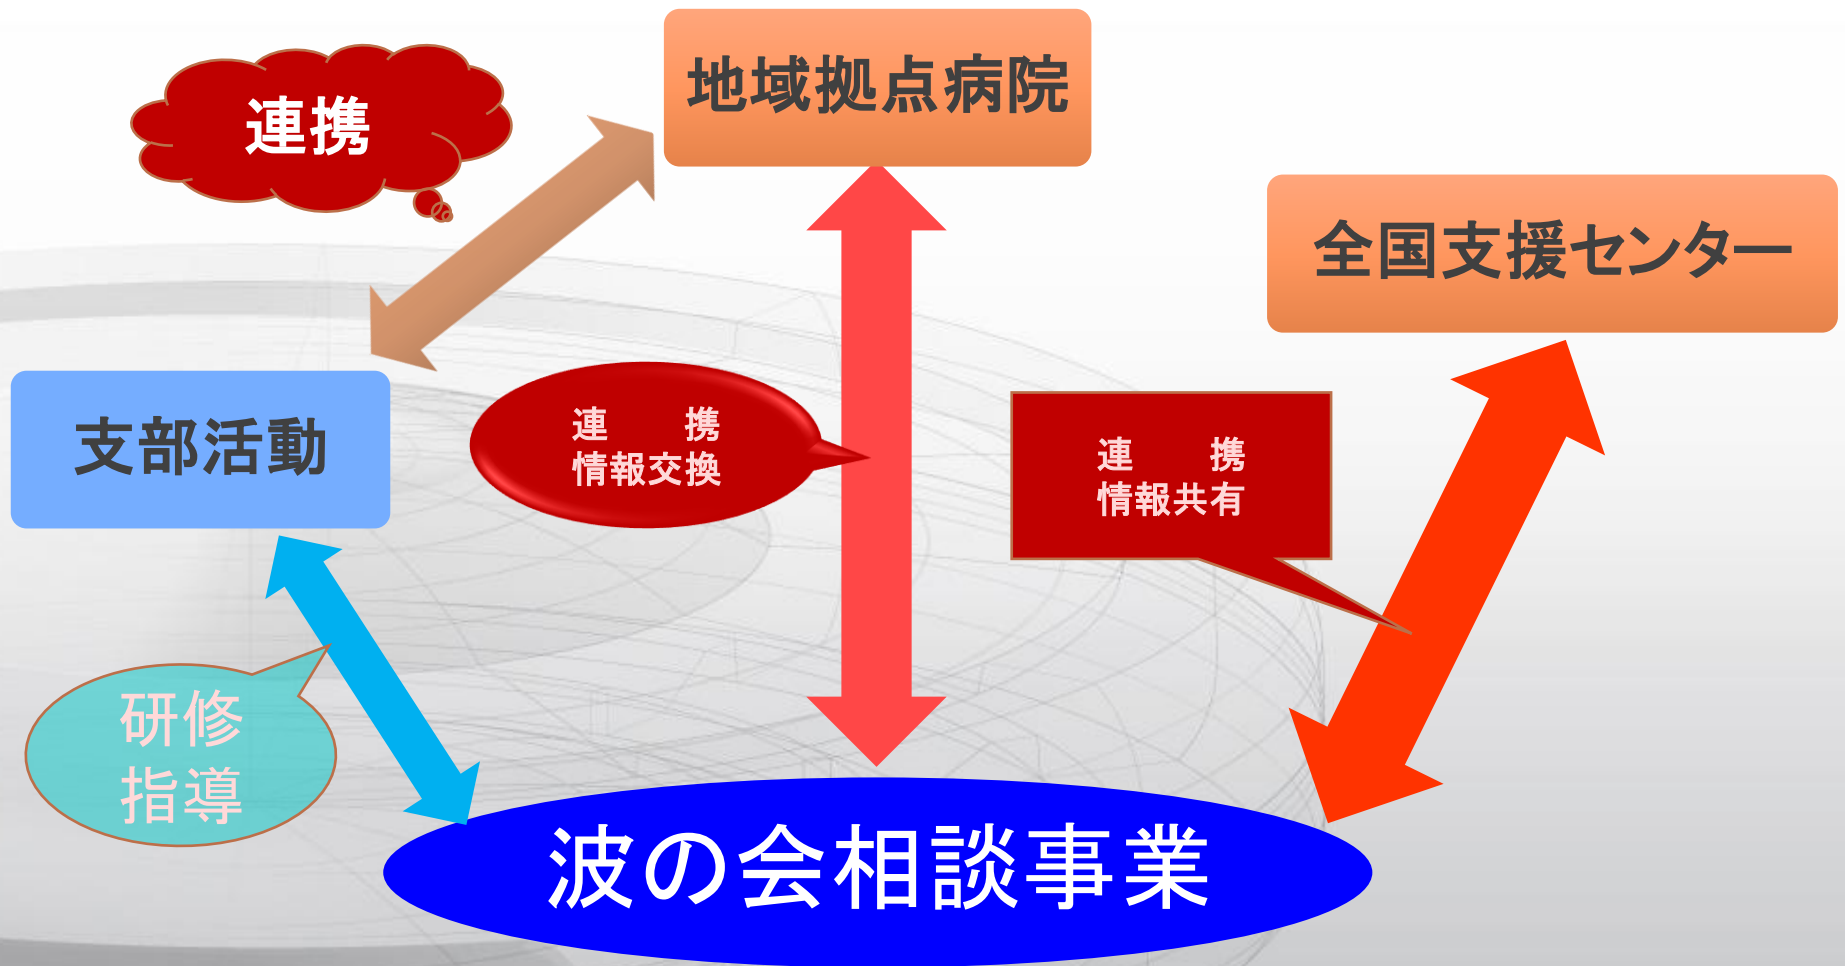 地域拠点病院
連携
全国支援センター
支部活動
連　　携
情報交換
連　　携
情報共有
研修
指導
波の会相談事業